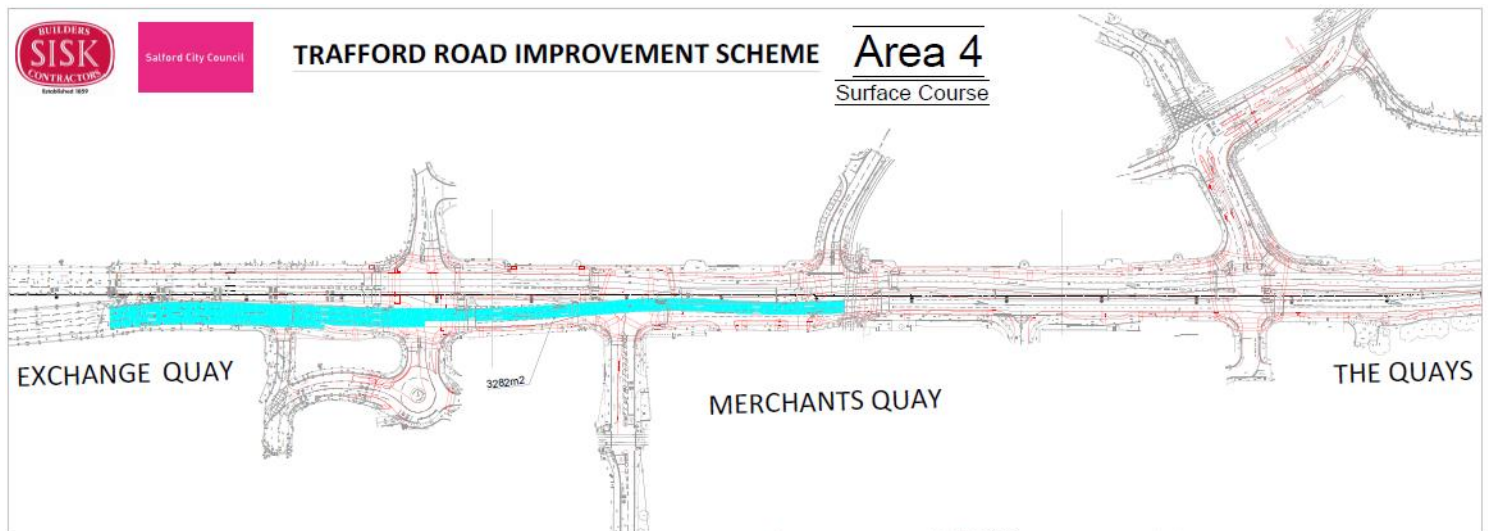 BUILDERS
SISK
CONTRACTORS
Established 1859
Salford City Council
TRAFFORD ROAD IMPROVEMENT SCHEME
Area 4
Surface Course
EXCHANGE QUAY
3282m2
MERCHANTS QUAY
THE QUAYS